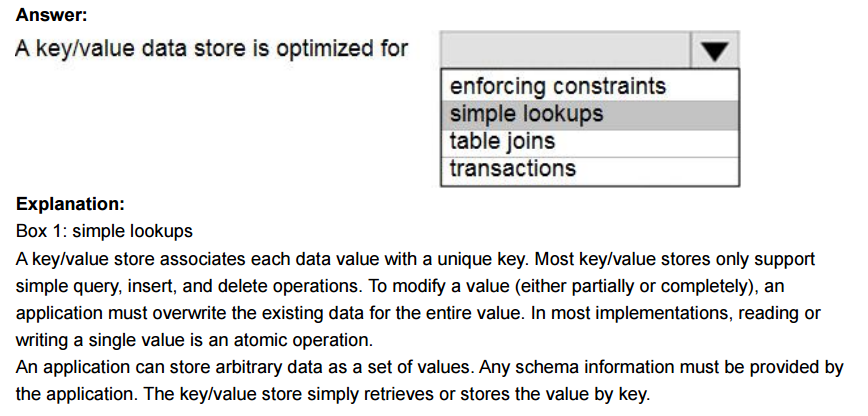 Answer:
A key/value data store is optimized for
enforcing constraints
simple lookups
table joins
transactions
Explanation:
Box 1: simple lookups
A key/value store associates each data value with a unique key. Most key/value stores only support
simple query, insert, and delete operations. To modify a value (either partially or completely), an
application must overwrite the existing data for the entire value. In most implementations, reading or
writing a single value is an atomic operation.
An application can store arbitrary data as a set of values. Any schema information must be provided by
the application. The key/value store simply retrieves or stores the value by key.